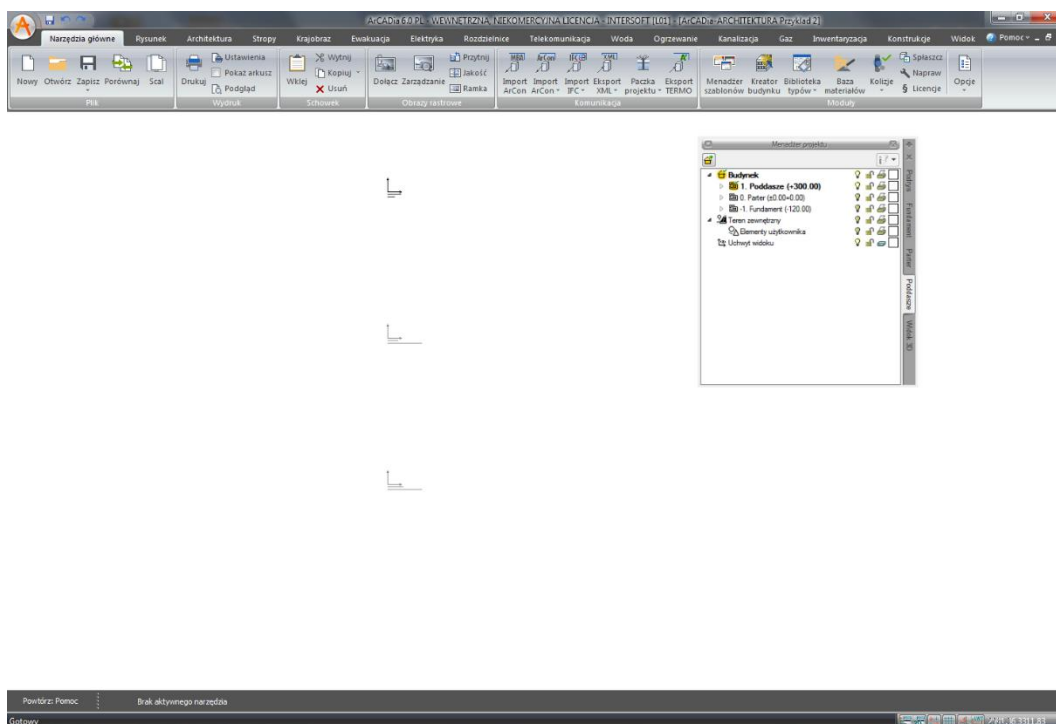 ArCADia 6.0 PL - WEWNĘTRZNA, NIEKOMERCYJNA LICENCJA - INTERSOFT [L01] - [ArCADia-ARCHITEKTURA Przyklad 2]
Narzędzia główne Rysunek Architektura Stropy Krajobraz Ewakuacja Elektryka Rozdzielnice Telekomunikacja Woda Ogrzewanie Kanalizacja Gaz Inwentaryzacja Konstrukcje Widok Pomoc
Ustawienia Wytnij Przytnij Spłaszcz
Pokaż arkusz Kopiuj Jakość Napraw
Podgląd Usuń Ramka § Licencje
Nowy Otwórz Zapisz Porównaj Scal Drukuj Wklej Dołącz Zarządzanie Import Import Import Eksport Paczka Eksport Menadżer Kreator Biblioteka Baza Kolizje Opcje
ArCon ArCon IFC XML projektu TERMO szablonów budynku typów materiałów
Plik Wydruk Schowek Obrazy rastrowe Komunikacja Moduły
Menadżer projektu
Budynek
1. Poddasze (+300.00)
0. Parter (±0.00=0.00)
-1. Fundament (-120.00)
Teren zewnętrzny
Elementy użytkownika
Uchwyt widoku
Podrys
Fundament
Parter
Poddasze
Widok 3D
Powtórz: Pomoc Brak aktywnego narzędzia
Gotowy